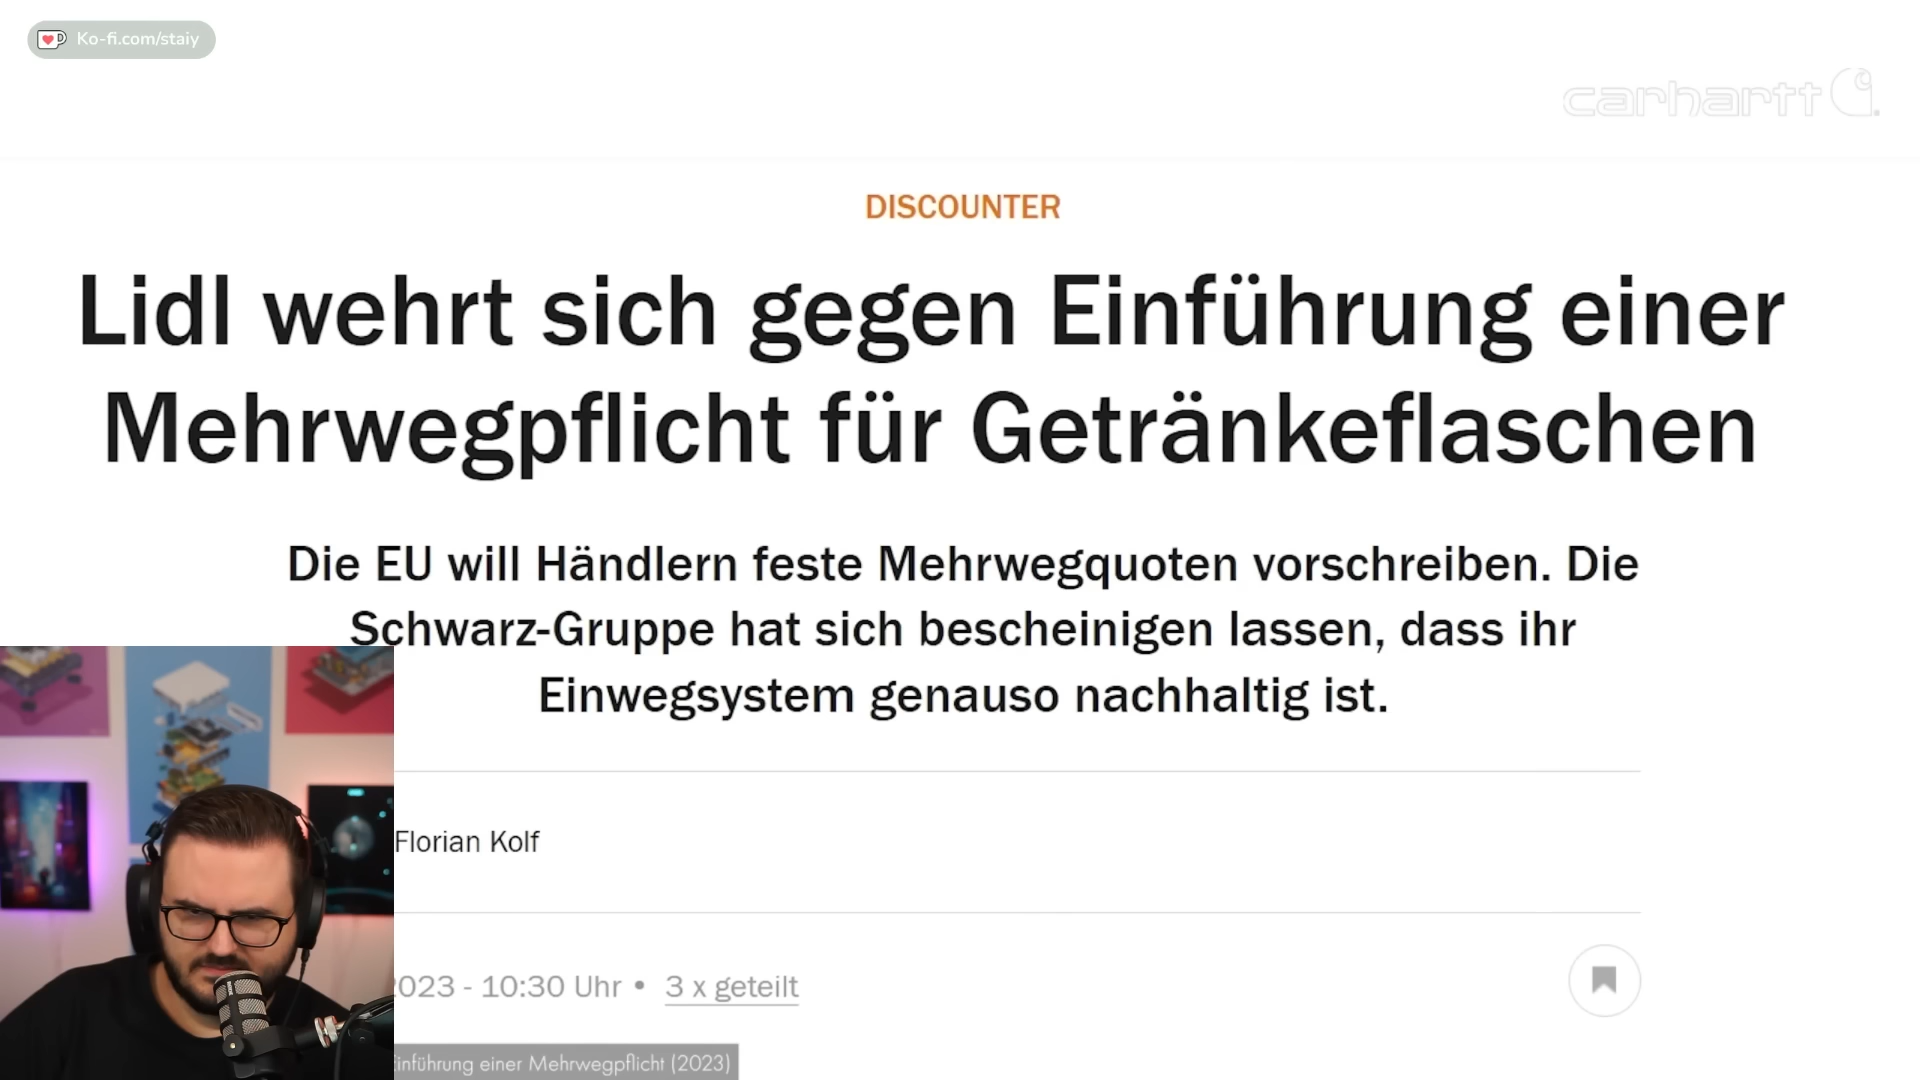 Ko-fi.com/staiy
carhartt
DISCOUNTER
Lidl wehrt sich gegen Einführung einer
Mehrwegpflicht für Getränkeflaschen
Die EU will Händlern feste Mehrwegquoten vorschreiben. Die
Schwarz-Gruppe hat sich bescheinigen lassen, dass ihr
Einwegsystem genauso nachhaltig ist.
Florian Kolf
2023 - 10:30 Uhr • 3 x geteilt
Einführung einer Mehrwegpflicht (2023)